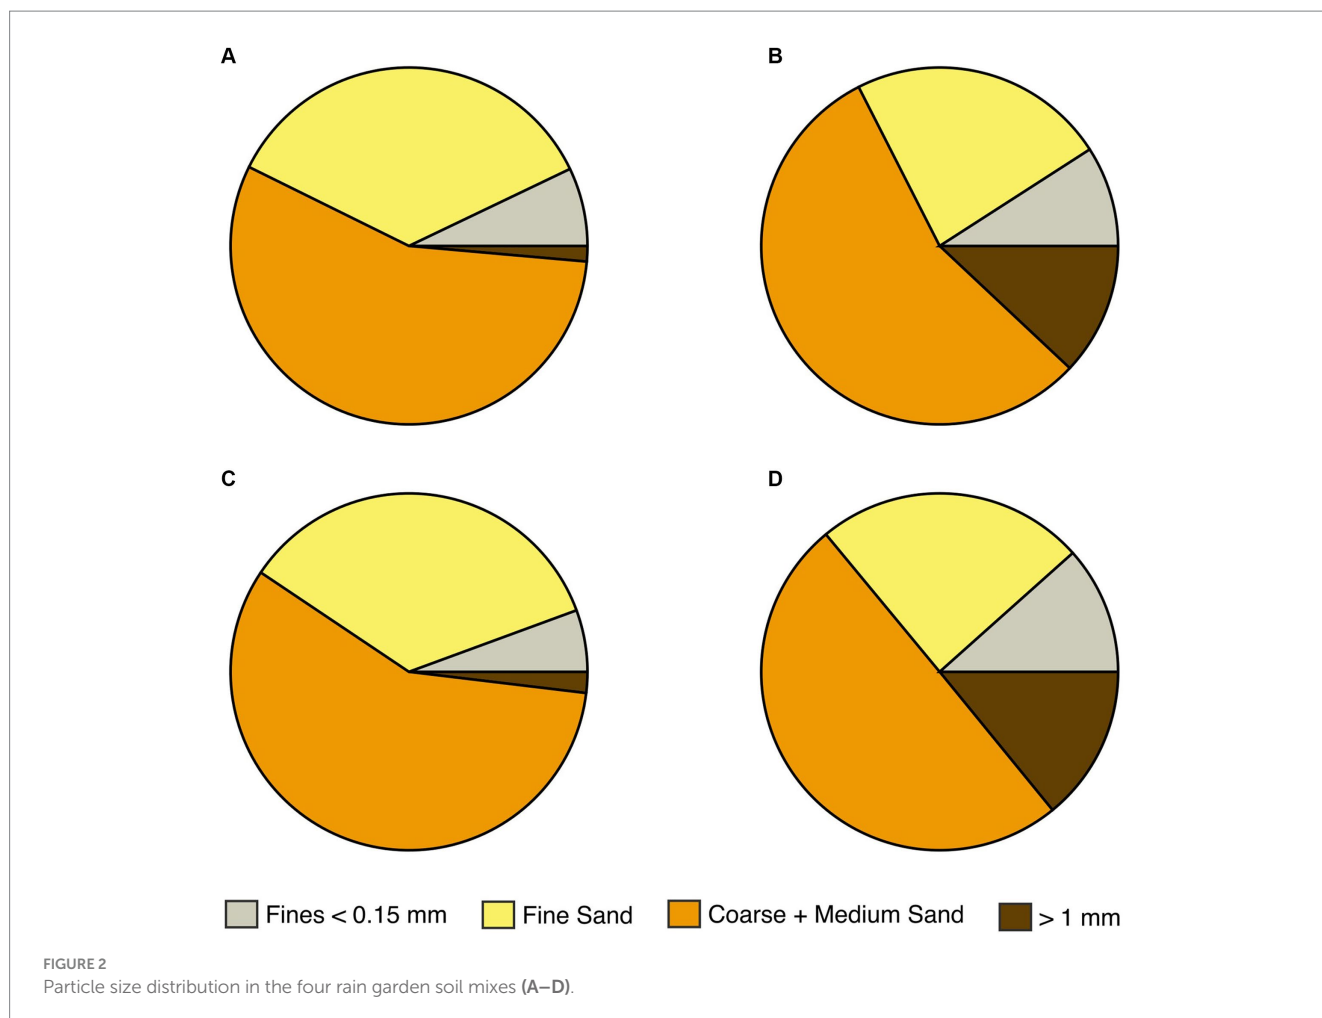 A
B
C
D
Fines < 0.15 mm
Fine Sand
Coarse + Medium Sand
> 1 mm
FIGURE 2
Particle size distribution in the four rain garden soil mixes (A–D).